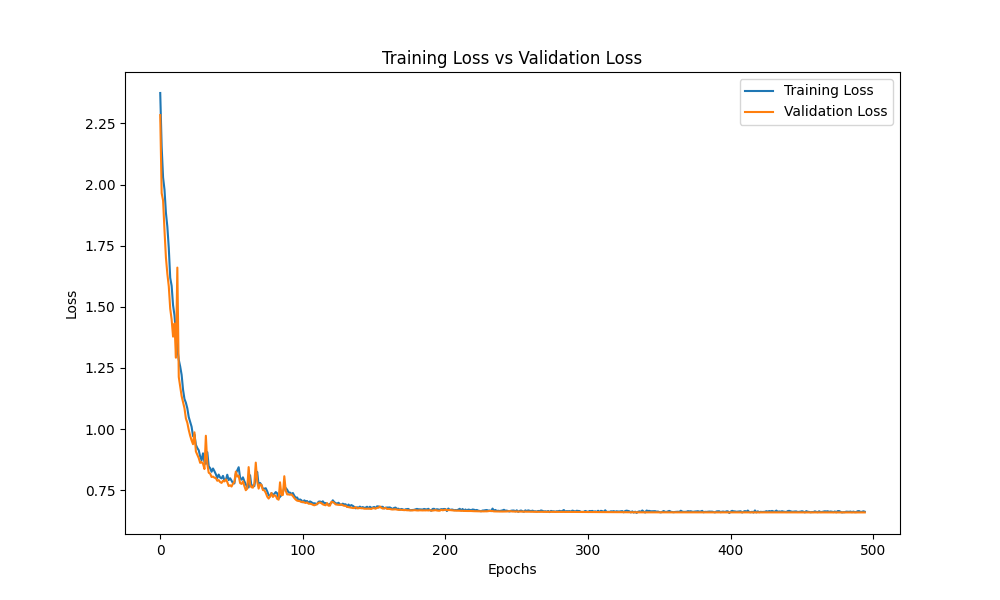 Training Loss vs Validation Loss
Training Loss
Validation Loss
2.25
2.00
1.75
1.50
1.25
1.00
0.75
Loss
0 100 200 300 400 500
Epochs